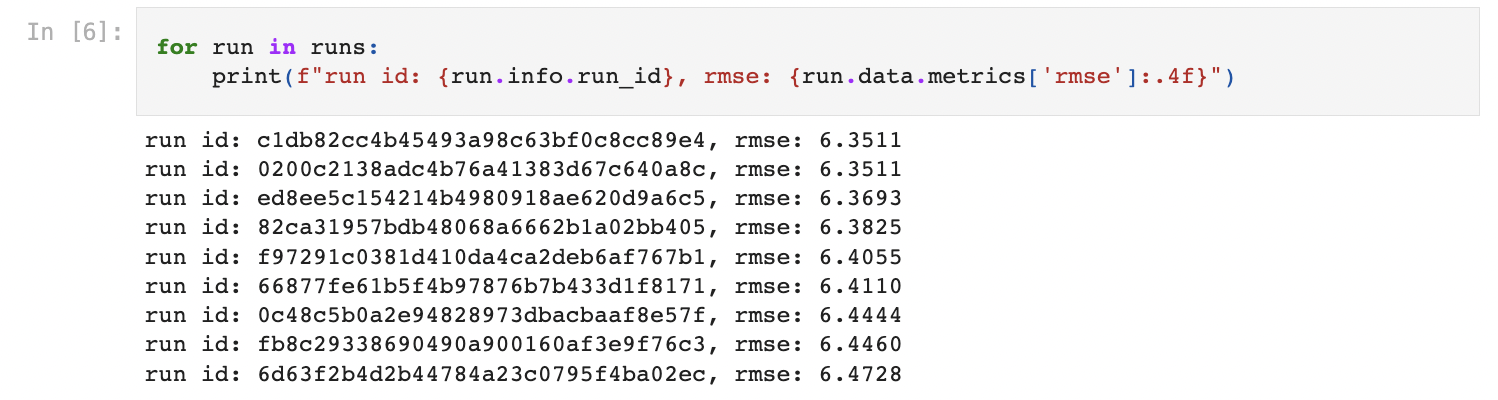 In [6]:
for run in runs:
    print(f"run id: {run.info.run_id}, rmse: {run.data.metrics['rmse']:.4f}")
run id: c1db82cc4b45493a98c63bf0c8cc89e4, rmse: 6.3511
run id: 0200c2138adc4b76a41383d67c640a8c, rmse: 6.3511
run id: ed8ee5c154214b4980918ae620d9a6c5, rmse: 6.3693
run id: 82ca31957bdb48068a6662b1a02bb405, rmse: 6.3825
run id: f97291c0381d410da4ca2deb6af767b1, rmse: 6.4055
run id: 66877fe61b5f4b97876b7b433d1f8171, rmse: 6.4110
run id: 0c48c5b0a2e94828973dbacbaaf8e57f, rmse: 6.4444
run id: fb8c29338690490a900160af3e9f76c3, rmse: 6.4460
run id: 6d63f2b4d2b44784a23c0795f4ba02ec, rmse: 6.4728